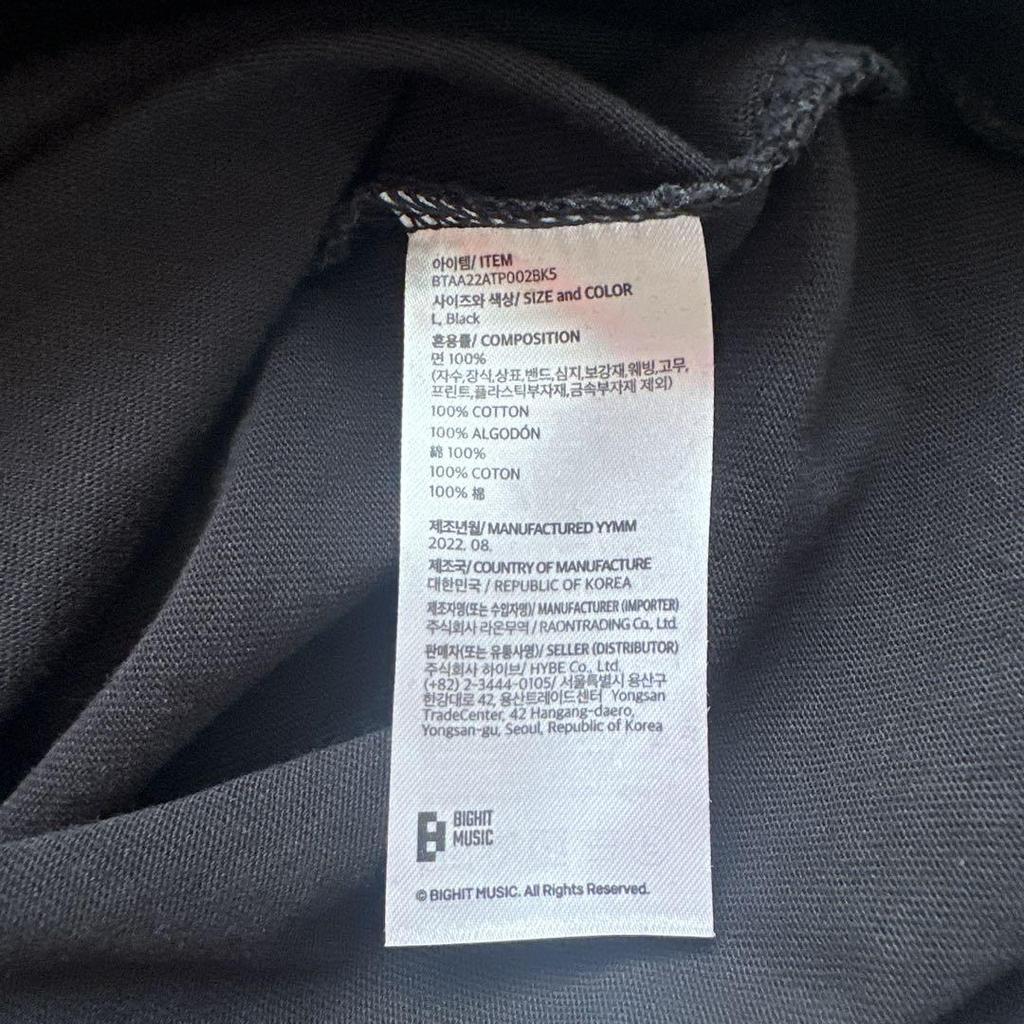 아이템/ ITEM
BTAA22ATP002BK5
사이즈와 색상/ SIZE and COLOR
L, Black
혼용률/ COMPOSITION
면 100%
(자수,장식,상표,밴드,심지,보강재,웨빙,고무,
프린트,플라스틱부자재,금속부자재 제외)
100% COTTON
100% ALGODÓN
綿 100%
100% COTON
100% 棉
제조년월/ MANUFACTURED YYMM
2022. 08.
제조국/ COUNTRY OF MANUFACTURE
대한민국 / REPUBLIC OF KOREA
제조자명(또는 수입자명)/ MANUFACTURER (IMPORTER)
주식회사 라온무역 / RAONTRADING Co., Ltd.
판매자(또는 유통사명)/ SELLER (DISTRIBUTOR)
주식회사 하이브/ HYBE Co., Ltd.
(+82) 2-3444-0105/ 서울특별시 용산구
한강대로 42, 용산트레이드센터 Yongsan
TradeCenter, 42 Hangang-daero,
Yongsan-gu, Seoul, Republic of Korea
BIGHIT
MUSIC
© BIGHIT MUSIC. All Rights Reserved.